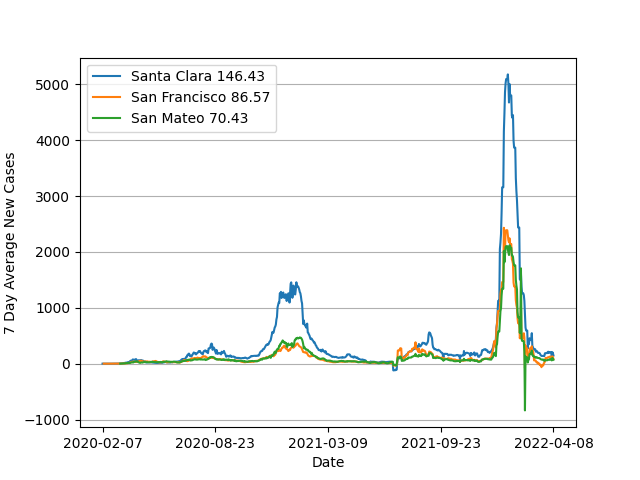 Santa Clara 146.43
San Francisco 86.57
San Mateo 70.43
7 Day Average New Cases
5000
4000
3000
2000
1000
0
−1000
2020-02-07 2020-08-23 2021-03-09 2021-09-23 2022-04-08
Date